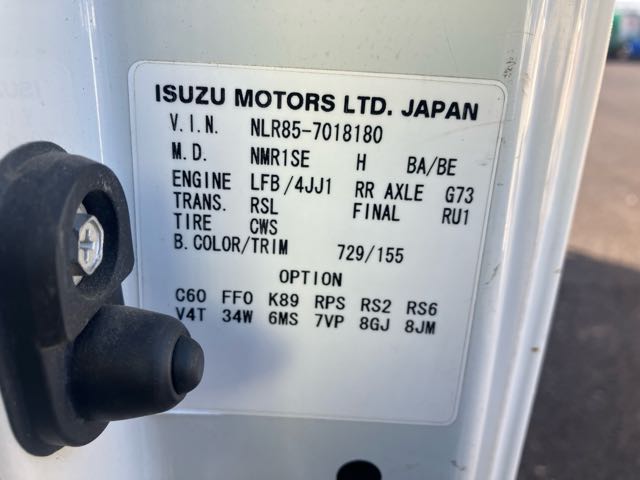 ISUZU MOTORS LTD. JAPAN
V.I.N. NLR85-7018180
M.D. NMR1SE H BA/BE
ENGINE LFB/4JJ1 RR AXLE G73
TRANS. RSL FINAL RU1
TIRE CWS
B.COLOR/TRIM 729/155
OPTION
C60 FF0 K89 RPS RS2 RS6
V4T 34W 6MS 7VP 8GJ 8JM